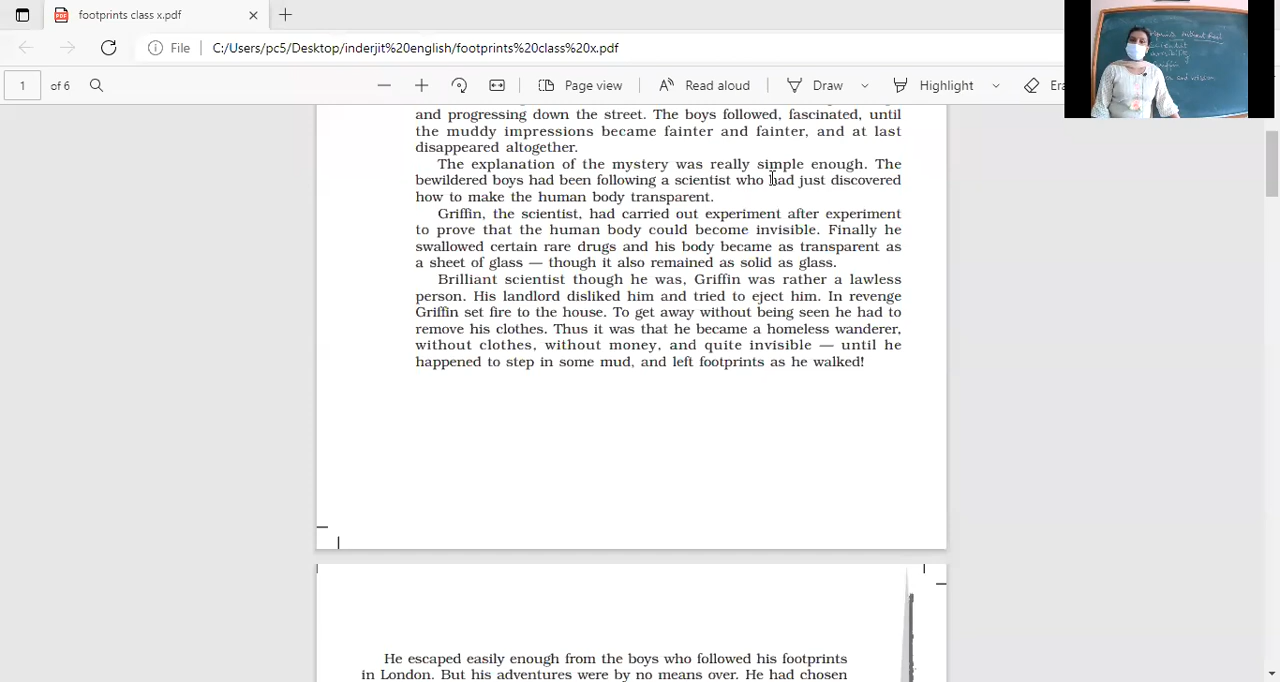 footprints class x.pdf
File C:/Users/pc5/Desktop/inderjit%20english/footprints%20class%20x.pdf
1 of 6 Page view Read aloud Draw Highlight Era
and progressing down the street. The boys followed, fascinated, until
the muddy impressions became fainter and fainter, and at last
disappeared altogether.
The explanation of the mystery was really simple enough. The
bewildered boys had been following a scientist who had just discovered
how to make the human body transparent.
Griffin, the scientist, had carried out experiment after experiment
to prove that the human body could become invisible. Finally he
swallowed certain rare drugs and his body became as transparent as
a sheet of glass — though it also remained as solid as glass.
Brilliant scientist though he was, Griffin was rather a lawless
person. His landlord disliked him and tried to eject him. In revenge
Griffin set fire to the house. To get away without being seen he had to
remove his clothes. Thus it was that he became a homeless wanderer,
without clothes, without money, and quite invisible — until he
happened to step in some mud, and left footprints as he walked!
He escaped easily enough from the boys who followed his footprints
in London. But his adventures were by no means over. He had chosen